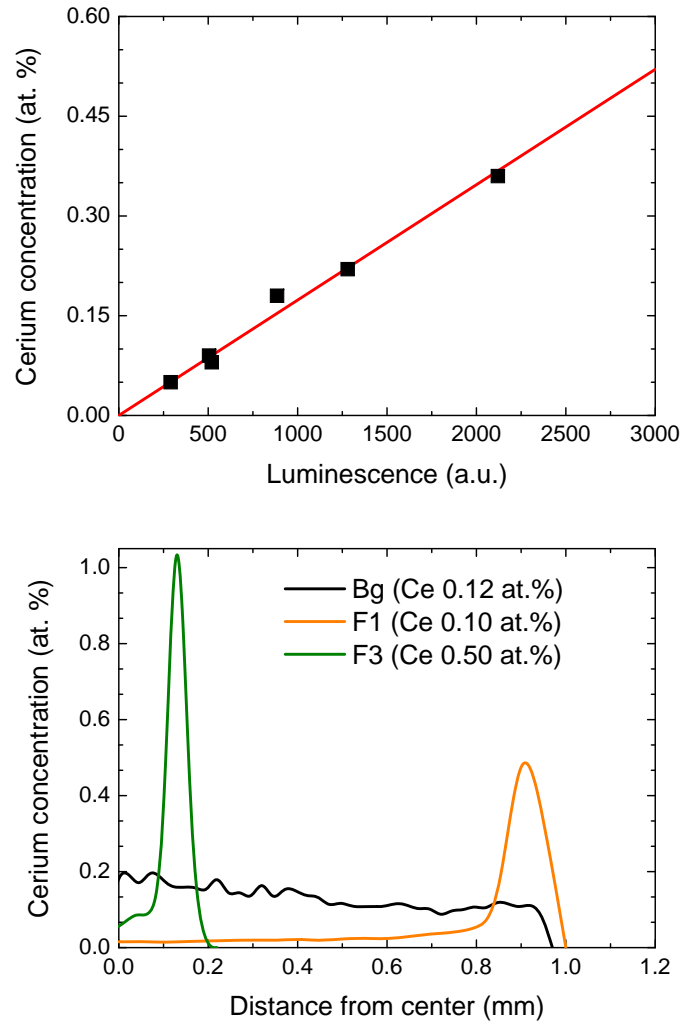 0.60
0.45
0.30
0.15
0.00
Cerium concentration (at. %)
0 500 1000 1500 2000 2500 3000
Luminescence (a.u.)
1.0
0.8
0.6
0.4
0.2
0.0
Cerium concentration (at. %)
Bg (Ce 0.12 at.%)
F1 (Ce 0.10 at.%)
F3 (Ce 0.50 at.%)
0.0 0.2 0.4 0.6 0.8 1.0 1.2
Distance from center (mm)